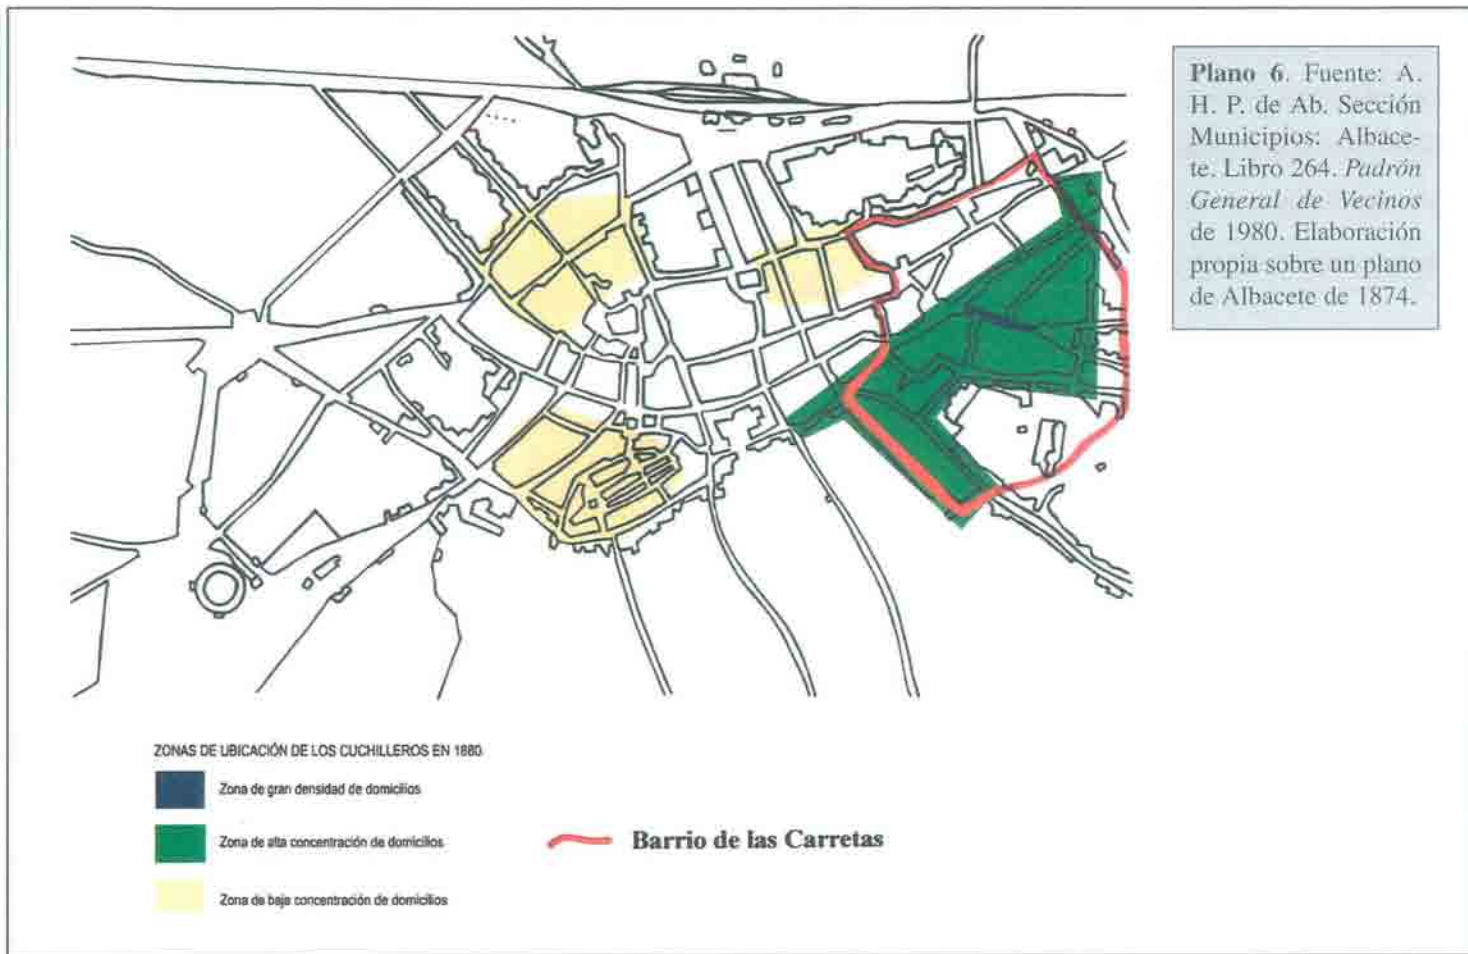 Plano 6. Fuente: A.
H. P. de Ab. Sección
Municipios: Albace-
te. Libro 264. Padrón
General de Vecinos
de 1980. Elaboración
propia sobre un plano
de Albacete de 1874.
ZONAS DE UBICACIÓN DE LOS CUCHILLEROS EN 1880
Zona de gran densidad de domicilios
Zona de alta concentración de domicilios
Barrio de las Carretas
Zona de baja concentración de domicilios